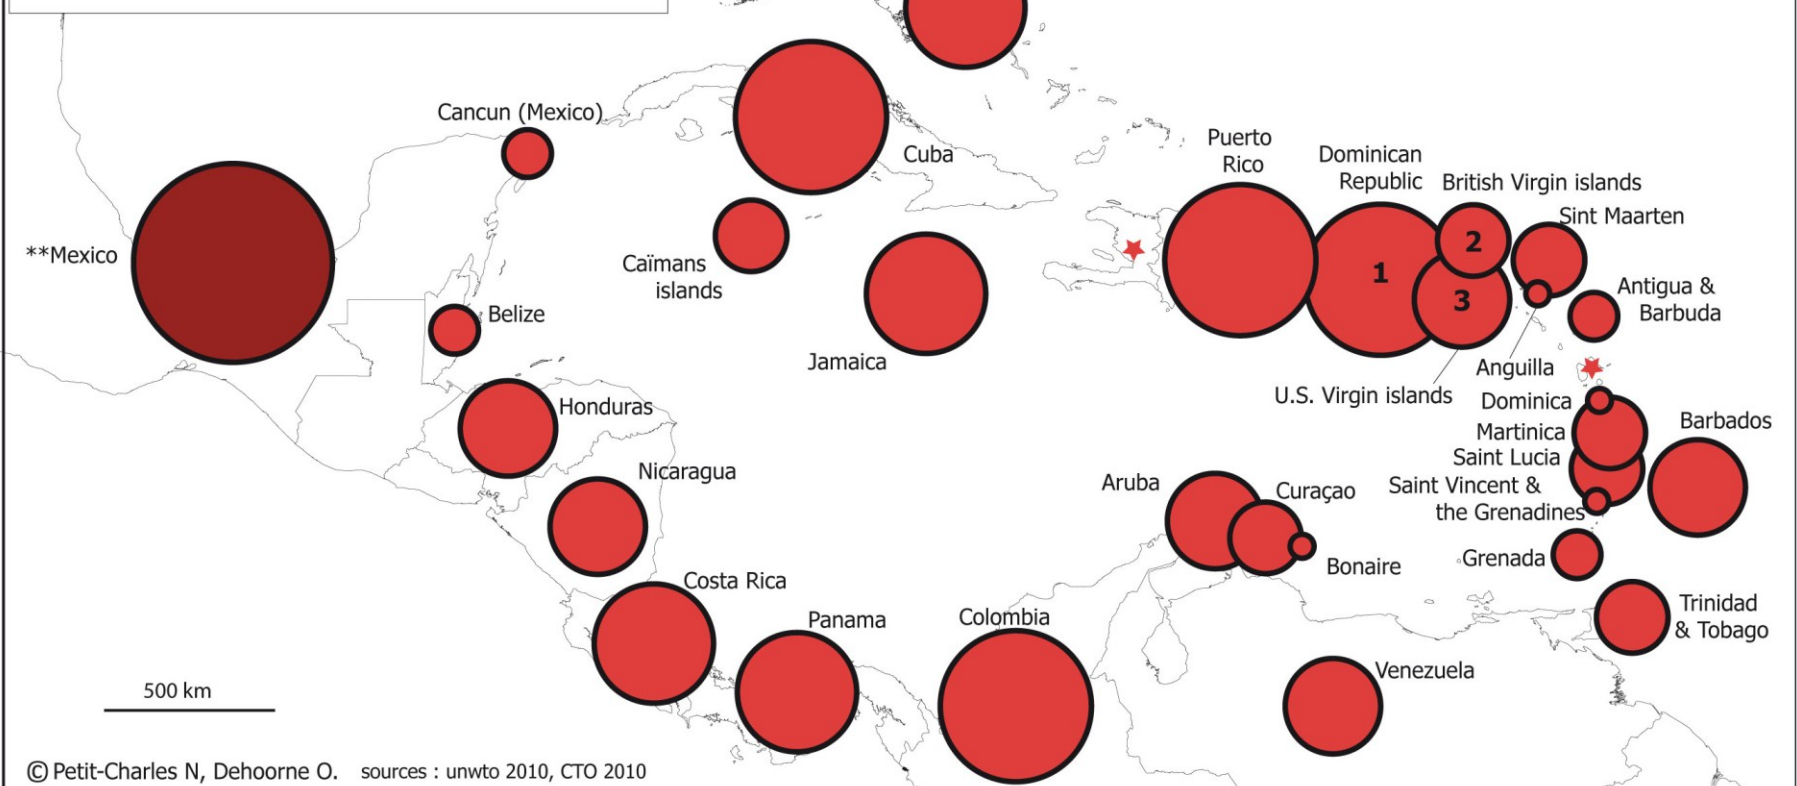 Cancun (Mexico)
Cuba
Puerto
Rico
Dominican
Republic
British Virgin islands
Sint Maarten
**Mexico
Caïmans
islands
1
2
3
Antigua &
Barbuda
Belize
Jamaica
Anguilla
U.S. Virgin islands
Honduras
Dominica
Martinica
Saint Lucia
Saint Vincent &
the Grenadines
Barbados
Nicaragua
Aruba
Curaçao
Bonaire
Grenada
Costa Rica
Panama
Colombia
Trinidad
& Tobago
Venezuela
500 km
© Petit-Charles N, Dehoorne O. sources : unwto 2010, CTO 2010